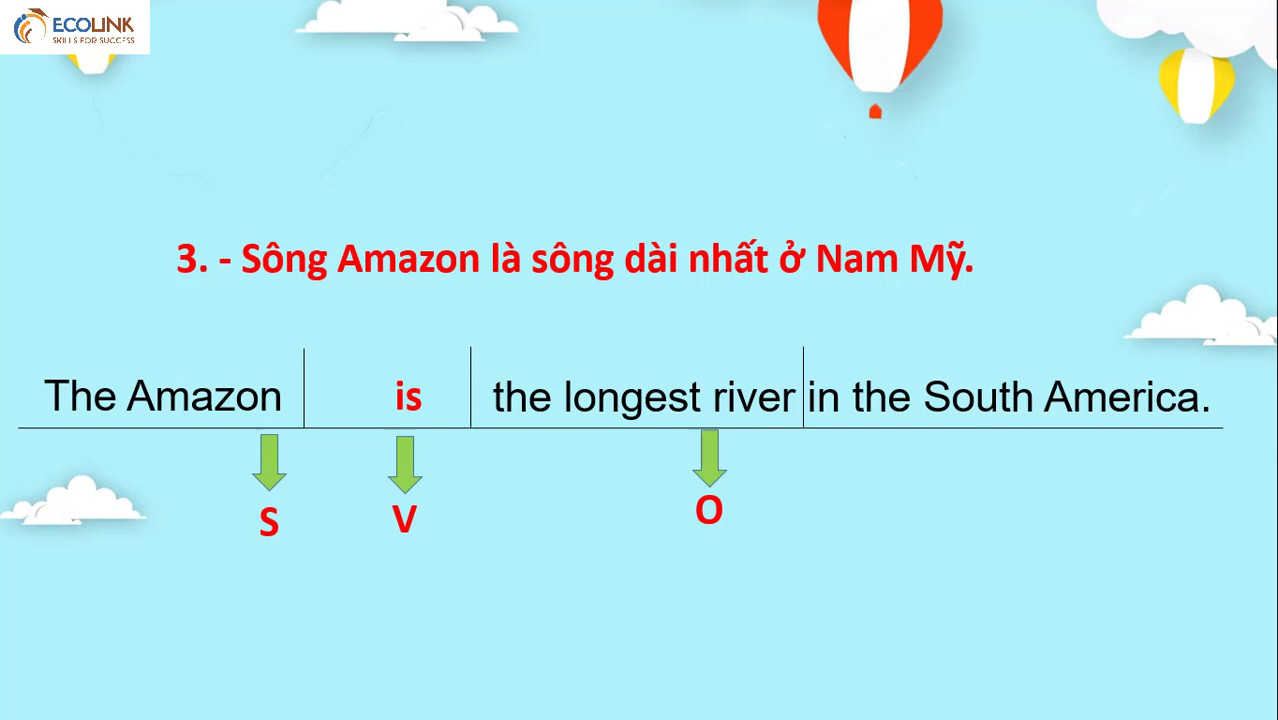 ECOLINK
SKILLS FOR SUCCESS
3. - Sông Amazon là sông dài nhất ở Nam Mỹ.
The Amazon is the longest river in the South America.
S V O